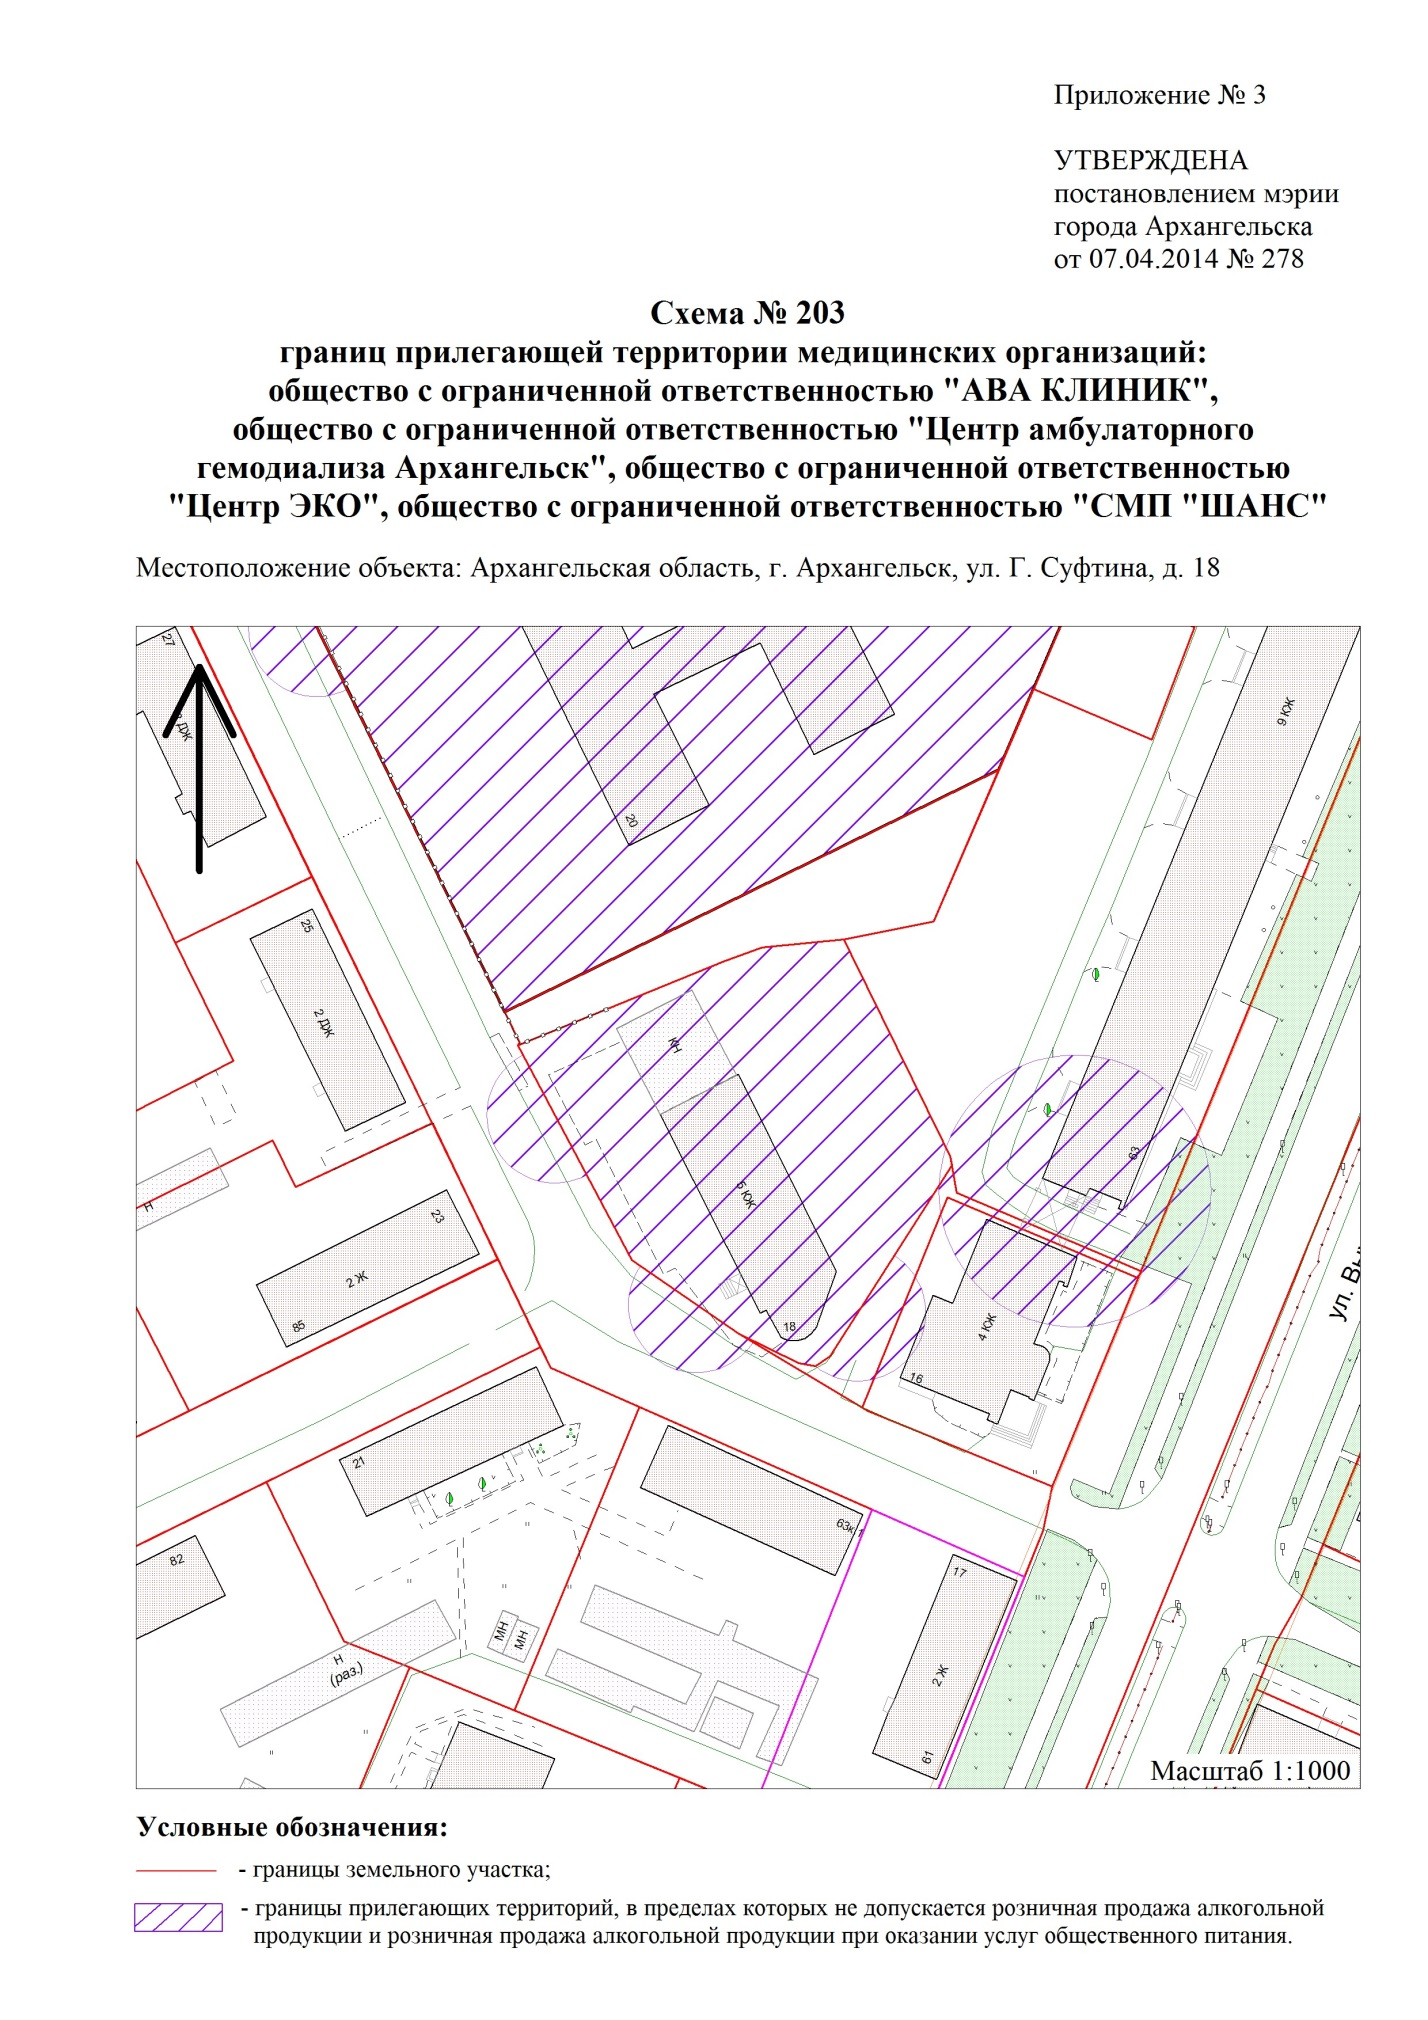 Приложение № 3
УТВЕРЖДЕНА
постановлением мэрии
города Архангельска
от 07.04.2014 № 278
Схема № 203
границ прилегающей территории медицинских организаций:
общество с ограниченной ответственностью "АВА КЛИНИК",
общество с ограниченной ответственностью "Центр амбулаторного
гемодиализа Архангельск", общество с ограниченной ответственностью
"Центр ЭКО", общество с ограниченной ответственностью "СМП "ШАНС"
Местоположение объекта: Архангельская область, г. Архангельск, ул. Г. Суфтина, д. 18
27
9 КЖ
20
25
2 ДЖ
КН
63
5 КЖ
Н
23
2 Ж
85
18
4 КЖ
16
ул.
21
63к 1
82
17
МН
МН
Н
(раз.)
2 Ж
61
Масштаб 1:1000
Условные обозначения:
- границы земельного участка;
- границы прилегающих территорий, в пределах которых не допускается розничная продажа алкогольной
продукции и розничная продажа алкогольной продукции при оказании услуг общественного питания.